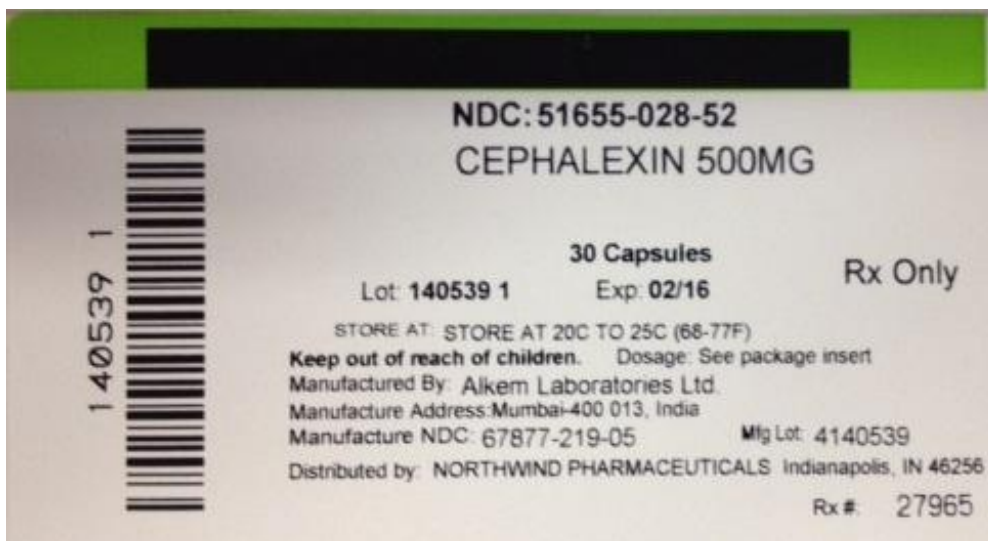 NDC: 51655-028-52
CEPHALEXIN 500MG
30 Capsules
Rx Only
Lot: 140539 1 Exp: 02/16
STORE AT: STORE AT 20C TO 25C (68-77F)
Keep out of reach of children. Dosage: See package insert
Manufactured By: Alkem Laboratories Ltd.
Manufacture Address:Mumbai-400 013, India
Manufacture NDC: 67877-219-05 Mfg Lot: 4140539
Distributed by: NORTHWIND PHARMACEUTICALS Indianapolis, IN 46256
Rx #: 27965
140539 1